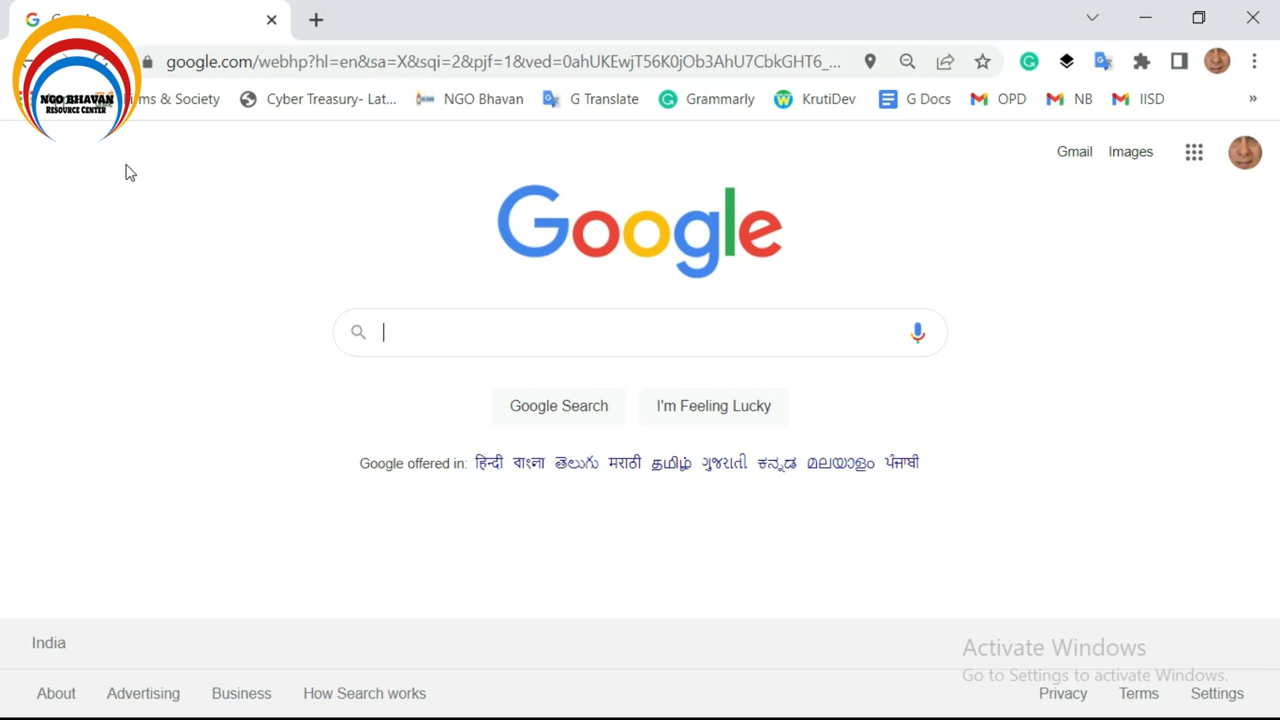 google.com/webhp?hl=en&sa=X&sqi=2&pjf=1&ved=0ahUKEwjT56K0jOb3AhU7CbkGHT6_...
NGO BHAVAN
RESOURCE CENTER
& Society
Cyber Treasury- Lat...
NGO Bhavan
G Translate
Grammarly
KrutiDev
G Docs
OPD
NB
IISD
Gmail
Images
Google
Google Search
I'm Feeling Lucky
Google offered in: हिन्दी বাংলা తెలుగు मराठी தமிழ் ગુજરાતી ಕನ್ನಡ മലയാളം ਪੰਜਾਬੀ
India
Activate Windows
Go to Settings to activate Windows.
About
Advertising
Business
How Search works
Privacy
Terms
Settings